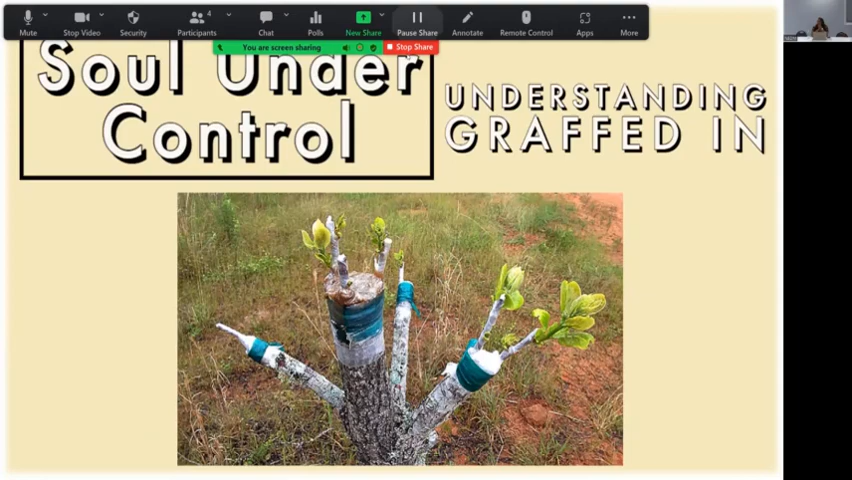 Mute
Stop Video
Security
4
Participants
Chat
Polls
New Share
Pause Share
Annotate
Remote Control
Apps
More
You are screen sharing
Stop Share
Soul Under
Control
UNDERSTANDING
GRAFFED IN